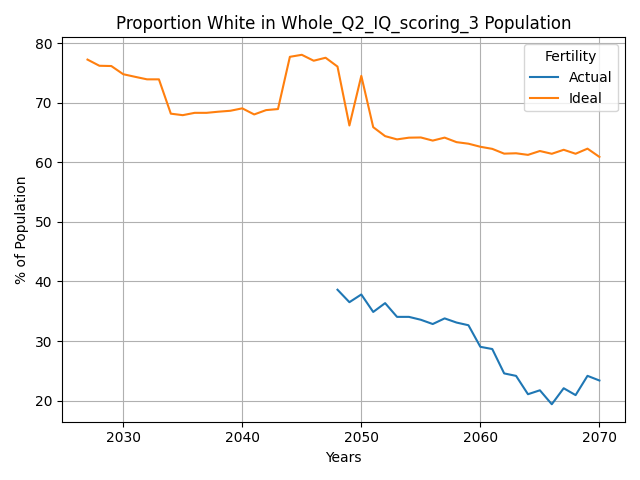 Proportion White in Whole_Q2_IQ_scoring_3 Population
Fertility
Actual
Ideal
% of Population
80
70
60
50
40
30
20
2030 2040 2050 2060 2070
Years